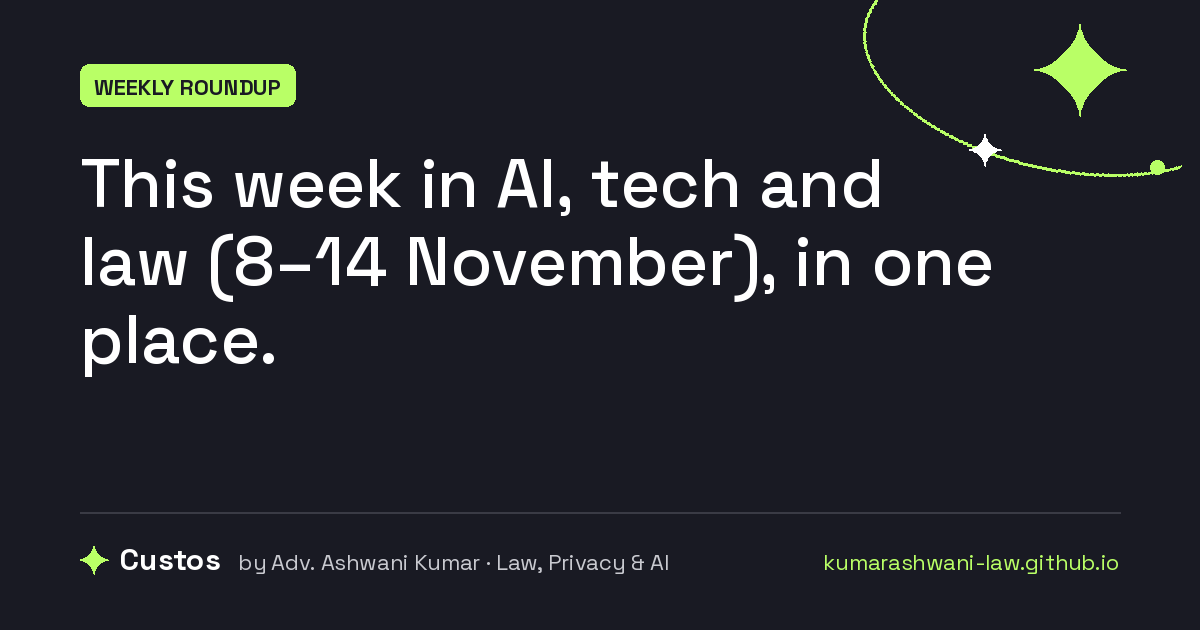 WEEKLY ROUNDUP
This week in AI, tech and
law (8–14 November), in one
place.
Custos by Adv. Ashwani Kumar · Law, Privacy & AI
kumarashwani-law.github.io